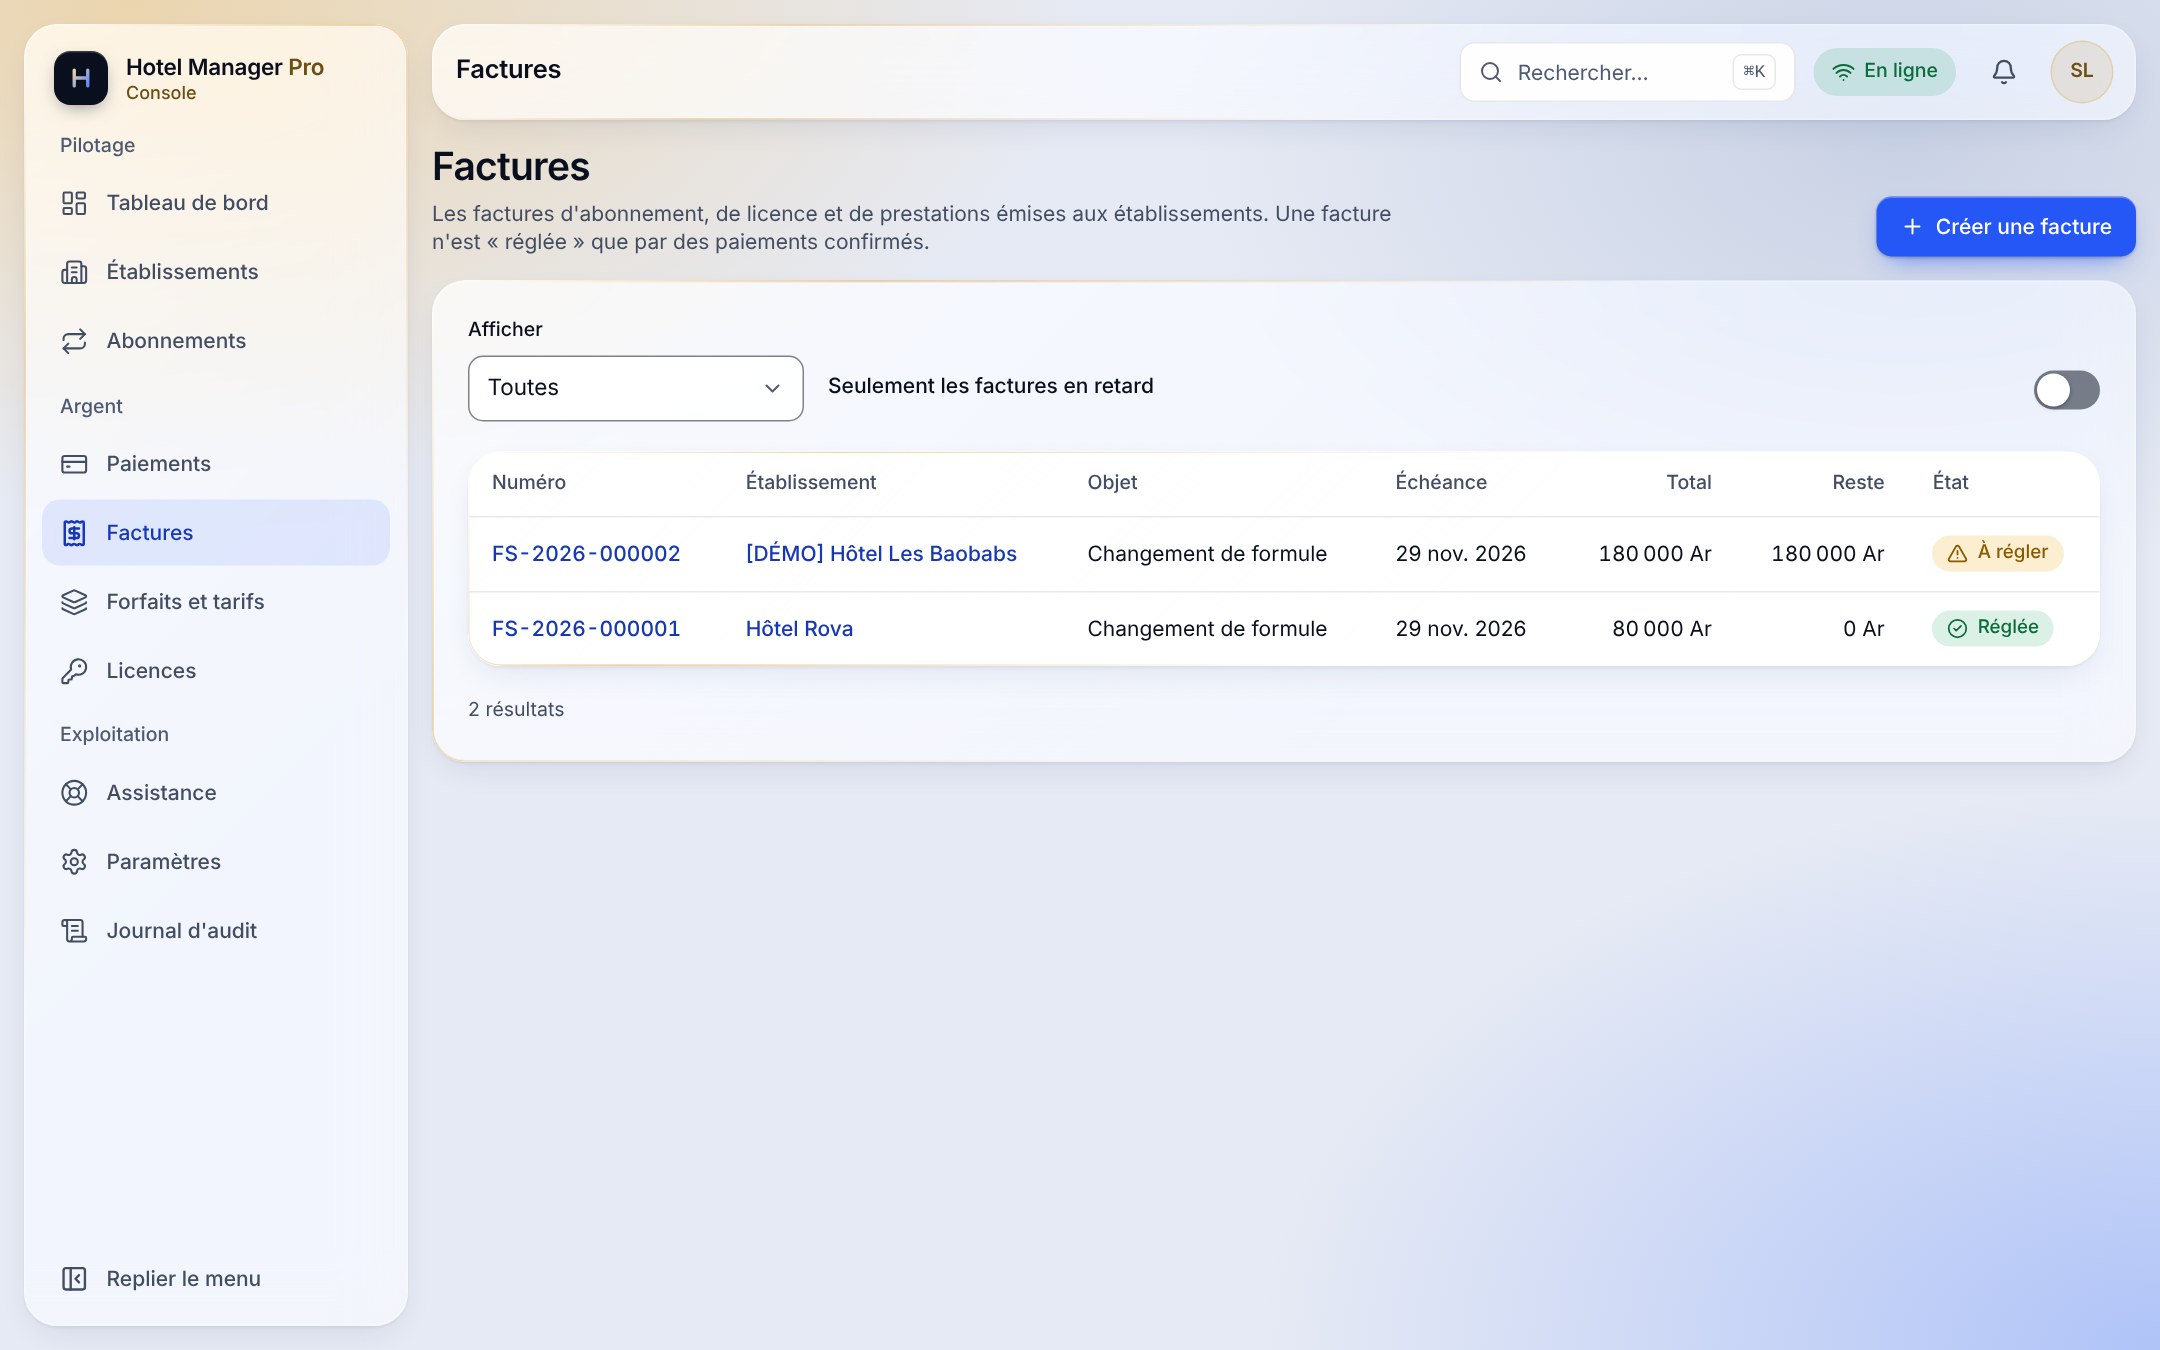 Hotel Manager Pro
Console
Pilotage
Tableau de bord
Établissements
Abonnements
Argent
Paiements
Factures
Forfaits et tarifs
Licences
Exploitation
Assistance
Paramètres
Journal d'audit
Replier le menu
Factures
Rechercher...
⌘K
En ligne
SL
Factures
Les factures d'abonnement, de licence et de prestations émises aux établissements. Une facture
n'est « réglée » que par des paiements confirmés.
Créer une facture
Afficher
Toutes
Seulement les factures en retard
Numéro Établissement Objet Échéance Total Reste État
FS-2026-000002 [DÉMO] Hôtel Les Baobabs Changement de formule 29 nov. 2026 180 000 Ar 180 000 Ar À régler
FS-2026-000001 Hôtel Rova Changement de formule 29 nov. 2026 80 000 Ar 0 Ar Réglée
2 résultats